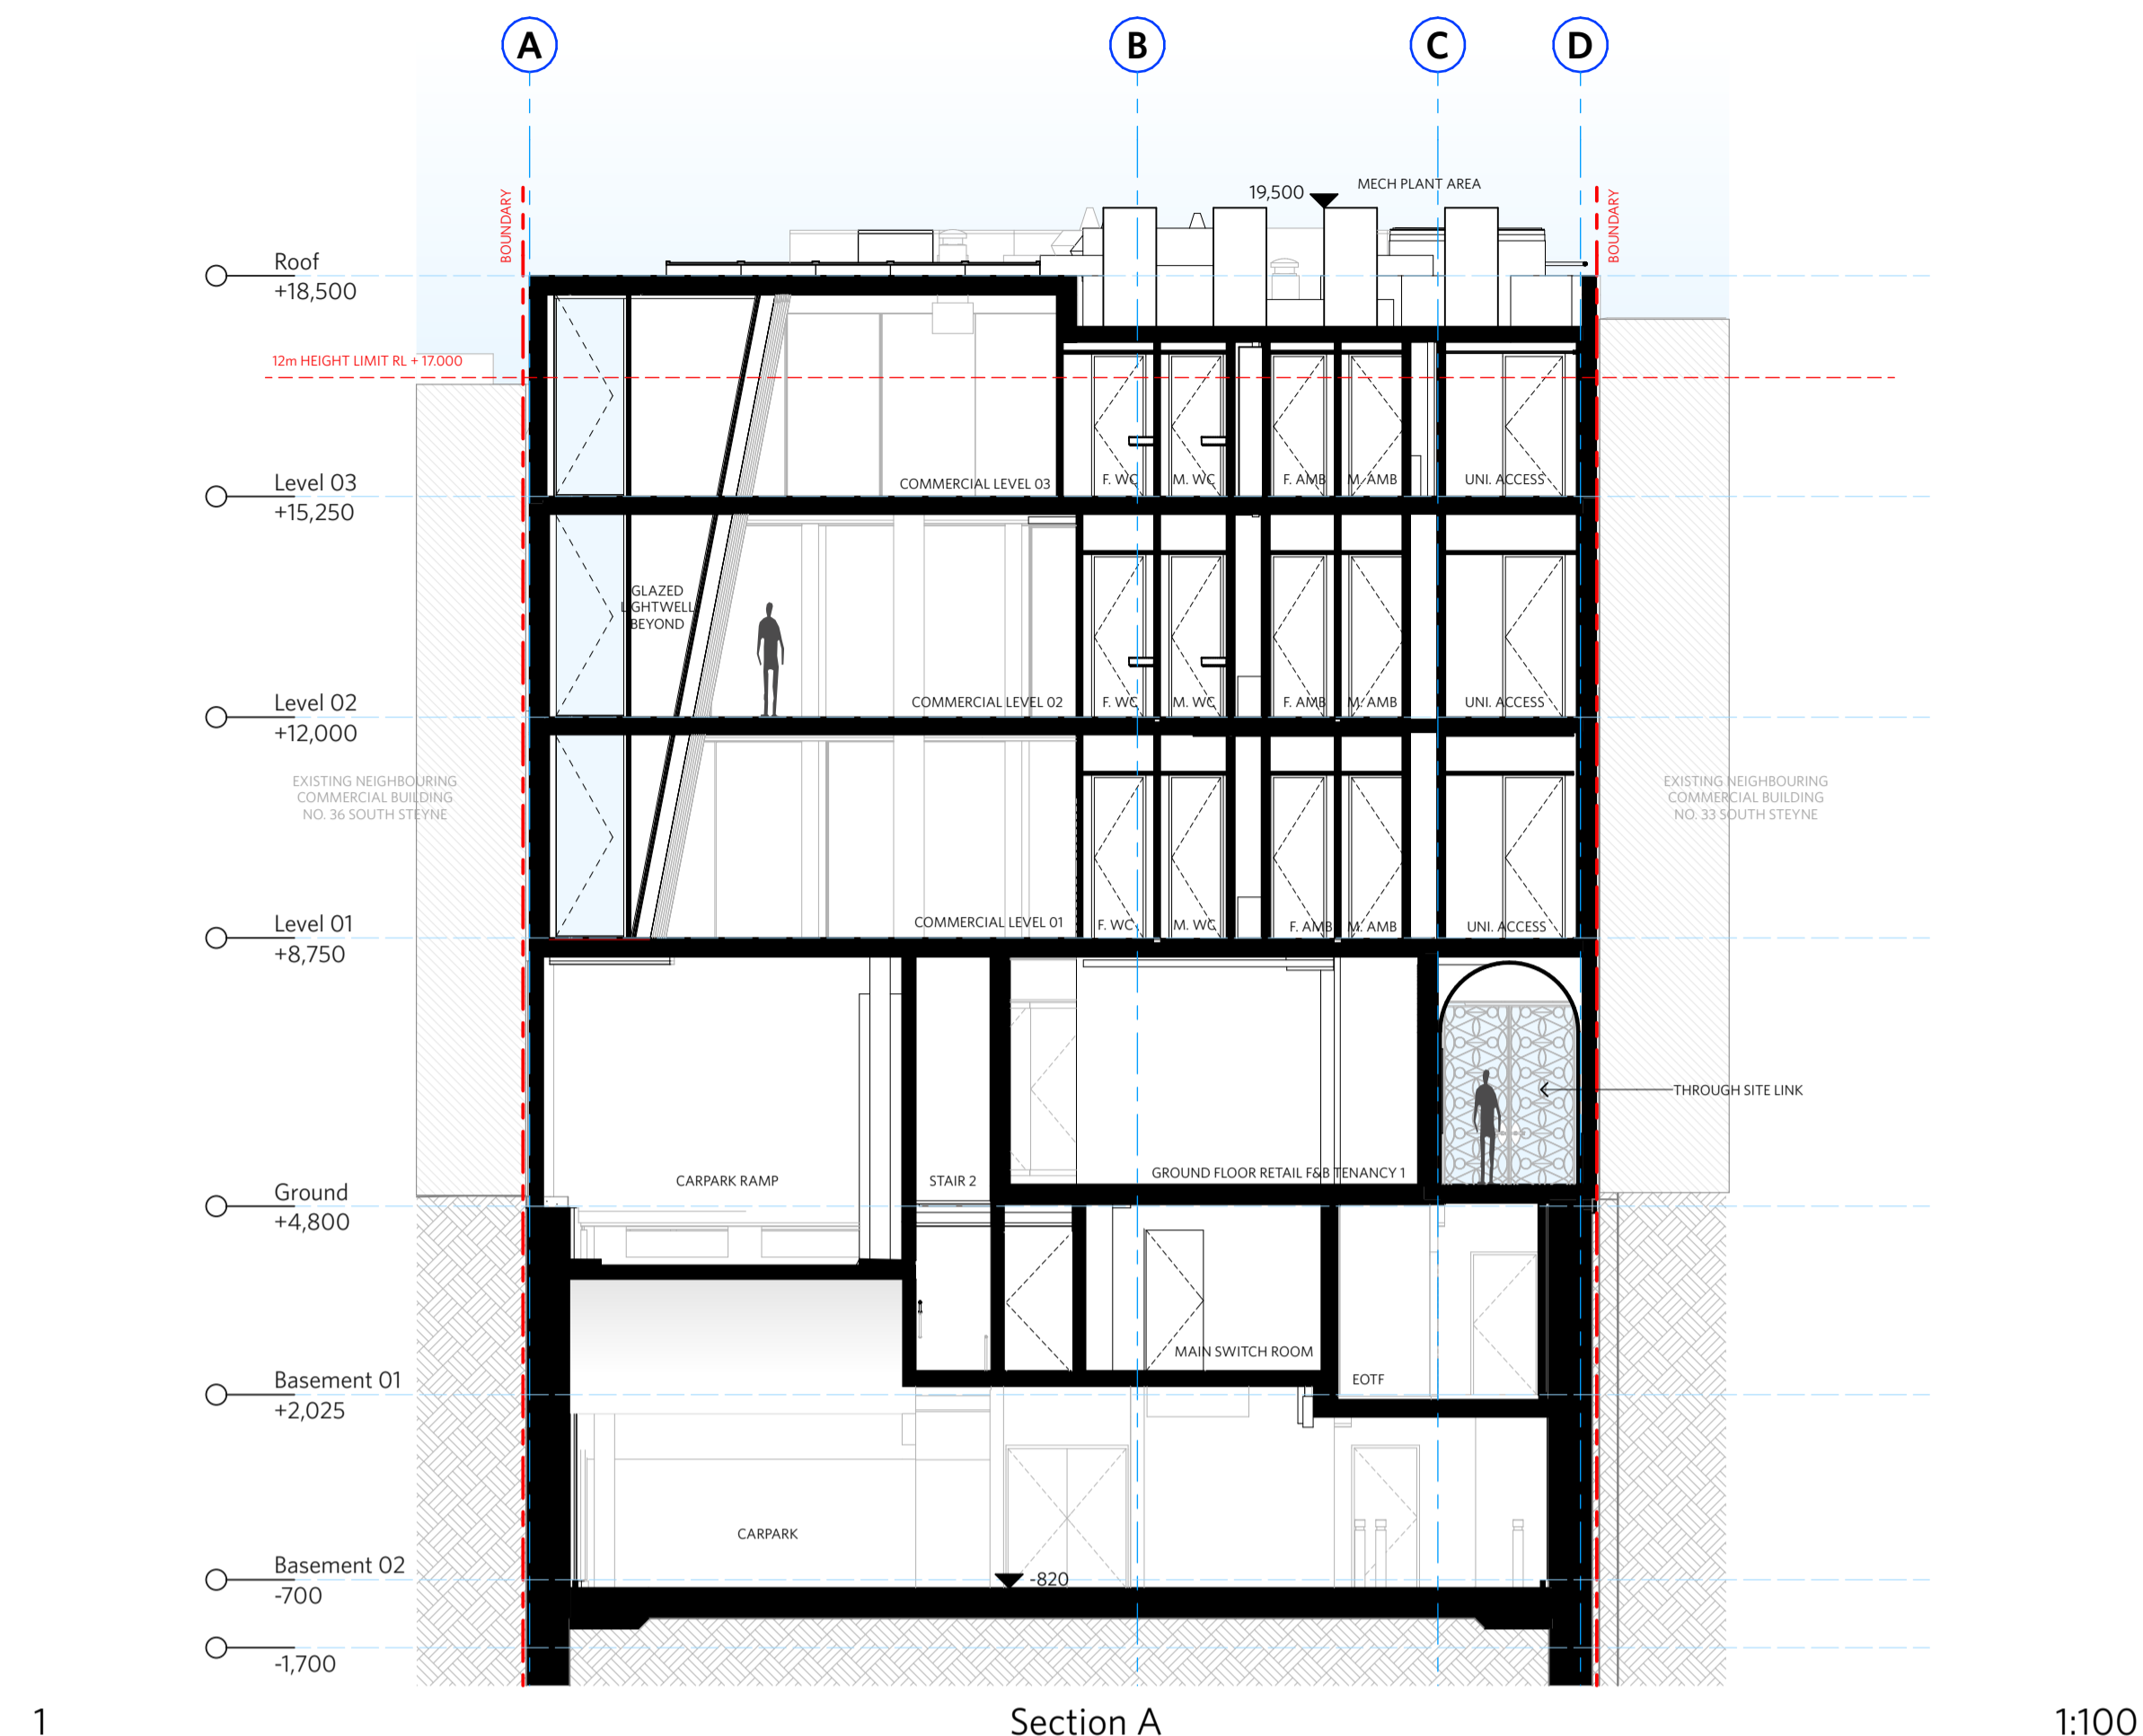 A
B
C
D
19,500
MECH PLANT AREA
BOUNDARY
BOUNDARY
Roof
+18,500
12m HEIGHT LIMIT RL + 17.000
Level 03
+15,250
COMMERCIAL LEVEL 03
F. WC
M. WC
F. AMB
M. AMB
UNI. ACCESS
GLAZED
LIGHTWELL
BEYOND
Level 02
+12,000
COMMERCIAL LEVEL 02
F. WC
M. WC
F. AMB
M. AMB
UNI. ACCESS
EXISTING NEIGHBOURING
COMMERCIAL BUILDING
NO. 36 SOUTH STEYNE
EXISTING NEIGHBOURING
COMMERCIAL BUILDING
NO. 33 SOUTH STEYNE
Level 01
+8,750
COMMERCIAL LEVEL 01
F. WC
M. WC
F. AMB
M. AMB
UNI. ACCESS
THROUGH SITE LINK
CARPARK RAMP
STAIR 2
GROUND FLOOR RETAIL F&B TENANCY 1
Ground
+4,800
MAIN SWITCH ROOM
EOTF
Basement 01
+2,025
CARPARK
Basement 02
-700
-820
-1,700
1
Section A
1:100